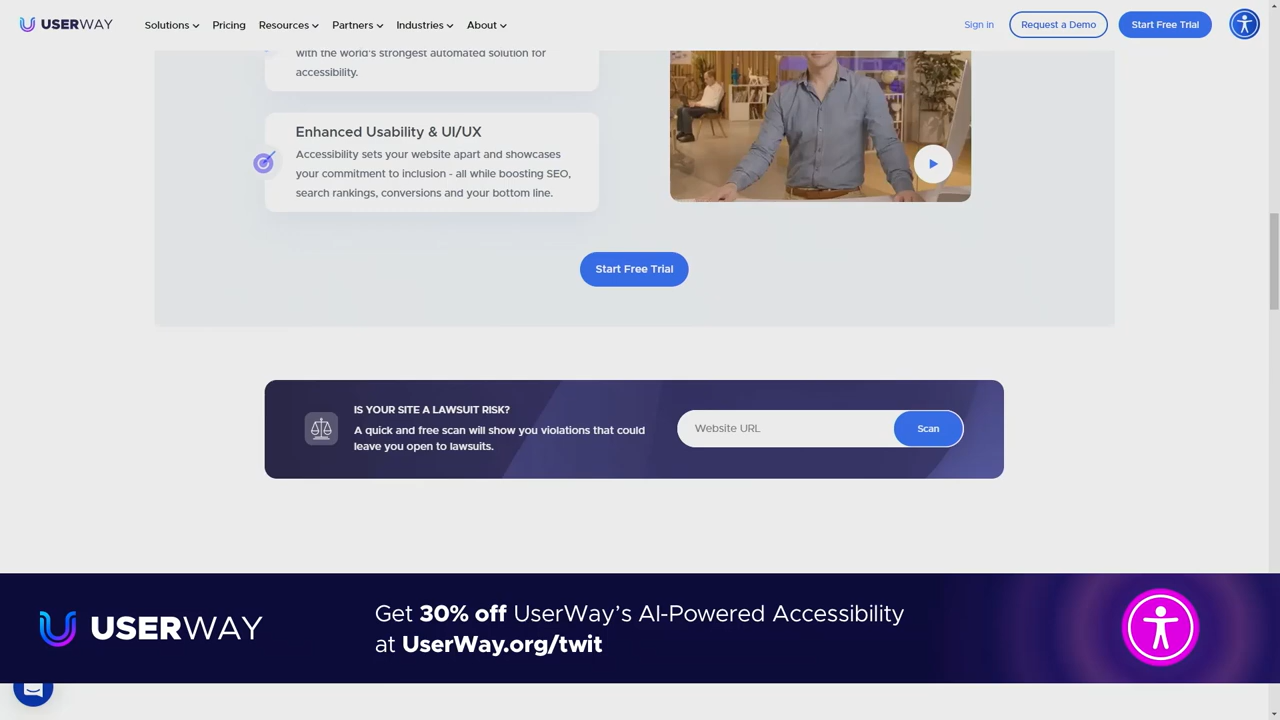 USERWAY
Solutions
Pricing
Resources
Partners
Industries
About
Sign in
Request a Demo
Start Free Trial
with the world's strongest automated solution for
accessibility.
Enhanced Usability & UI/UX
Accessibility sets your website apart and showcases
your commitment to inclusion - all while boosting SEO,
search rankings, conversions and your bottom line.
Start Free Trial
IS YOUR SITE A LAWSUIT RISK?
A quick and free scan will show you violations that could
leave you open to lawsuits.
Website URL
Scan
USERWAY
Get 30% off UserWay’s AI-Powered Accessibility
at UserWay.org/twit